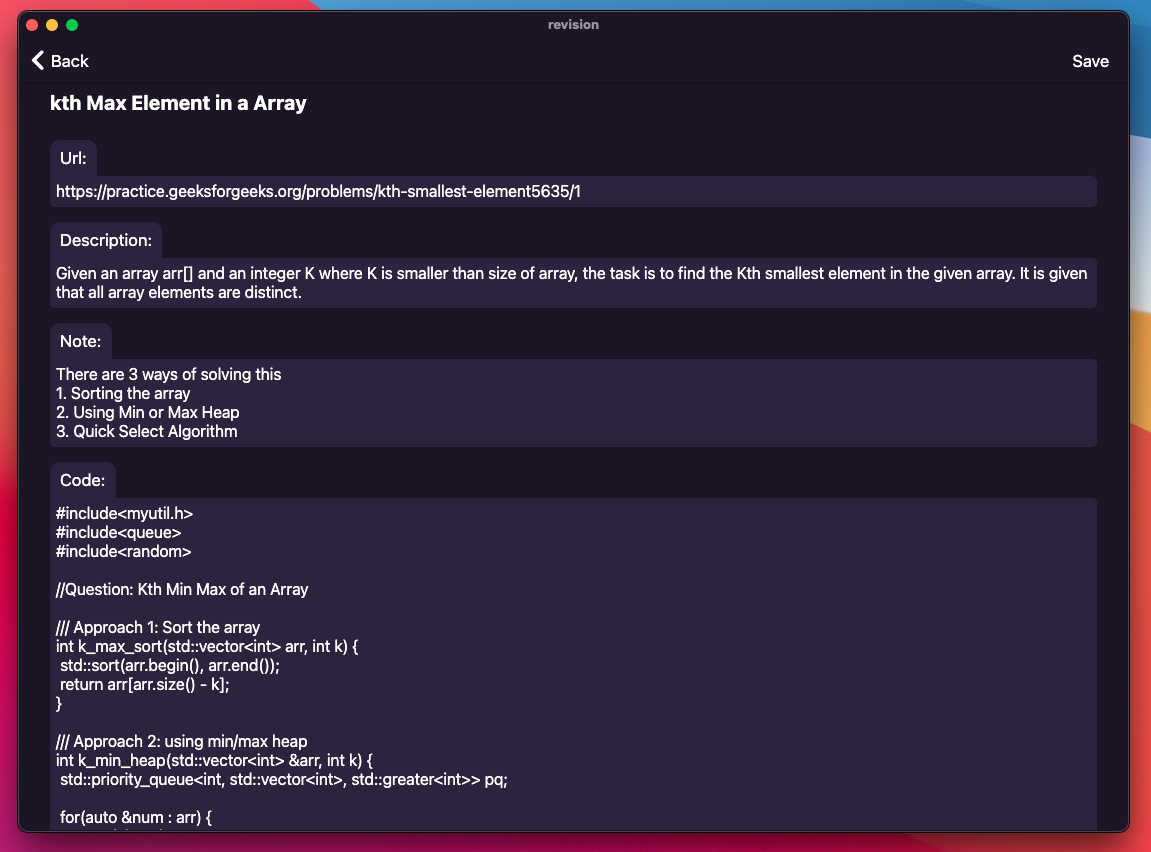 revision
Back
Save
kth Max Element in a Array
Url:
https://practice.geeksforgeeks.org/problems/kth-smallest-element5635/1
Description:
Given an array arr[] and an integer K where K is smaller than size of array, the task is to find the Kth smallest element in the given array. It is given
that all array elements are distinct.
Note:
There are 3 ways of solving this
1. Sorting the array
2. Using Min or Max Heap
3. Quick Select Algorithm
Code:
#include<myutil.h>
#include<queue>
#include<random>
//Question: Kth Min Max of an Array
/// Approach 1: Sort the array
int k_max_sort(std::vector<int> arr, int k) {
std::sort(arr.begin(), arr.end());
return arr[arr.size() - k];
}
/// Approach 2: using min/max heap
int k_min_heap(std::vector<int> &arr, int k) {
std::priority_queue<int, std::vector<int>, std::greater<int>> pq;
for(auto &num : arr) {